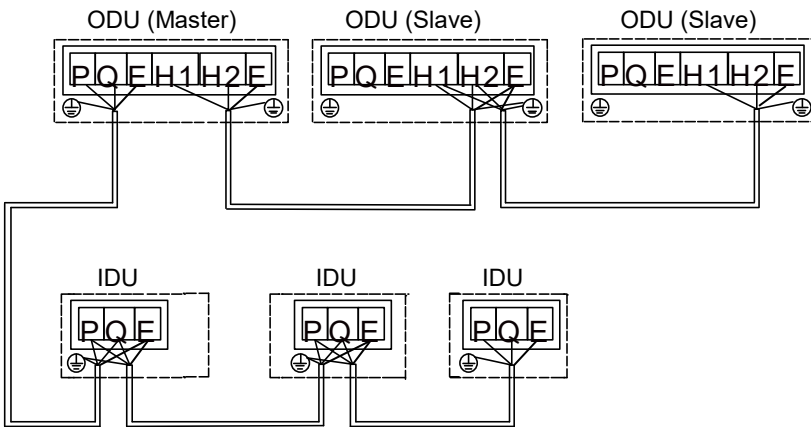 ODU (Master) ODU (Slave) ODU (Slave)
P Q E H1 H2 E P Q E H1 H2 E P Q E H1 H2 E
IDU IDU IDU
P Q E P Q E P Q E